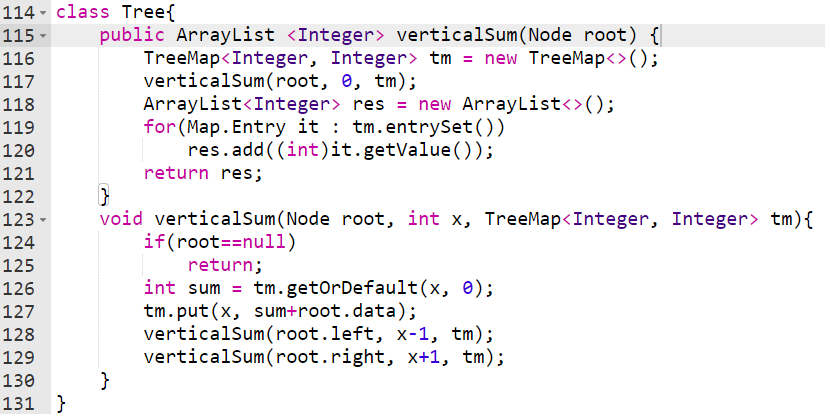 114 class Tree{
115     public ArrayList <Integer> verticalSum(Node root) {
116         TreeMap<Integer, Integer> tm = new TreeMap<>();
117         verticalSum(root, 0, tm);
118         ArrayList<Integer> res = new ArrayList<>();
119         for(Map.Entry it : tm.entrySet())
120             res.add((int)it.getValue());
121         return res;
122     }
123     void verticalSum(Node root, int x, TreeMap<Integer, Integer> tm){
124         if(root==null)
125             return;
126         int sum = tm.getOrDefault(x, 0);
127         tm.put(x, sum+root.data);
128         verticalSum(root.left, x-1, tm);
129         verticalSum(root.right, x+1, tm);
130     }
131 }